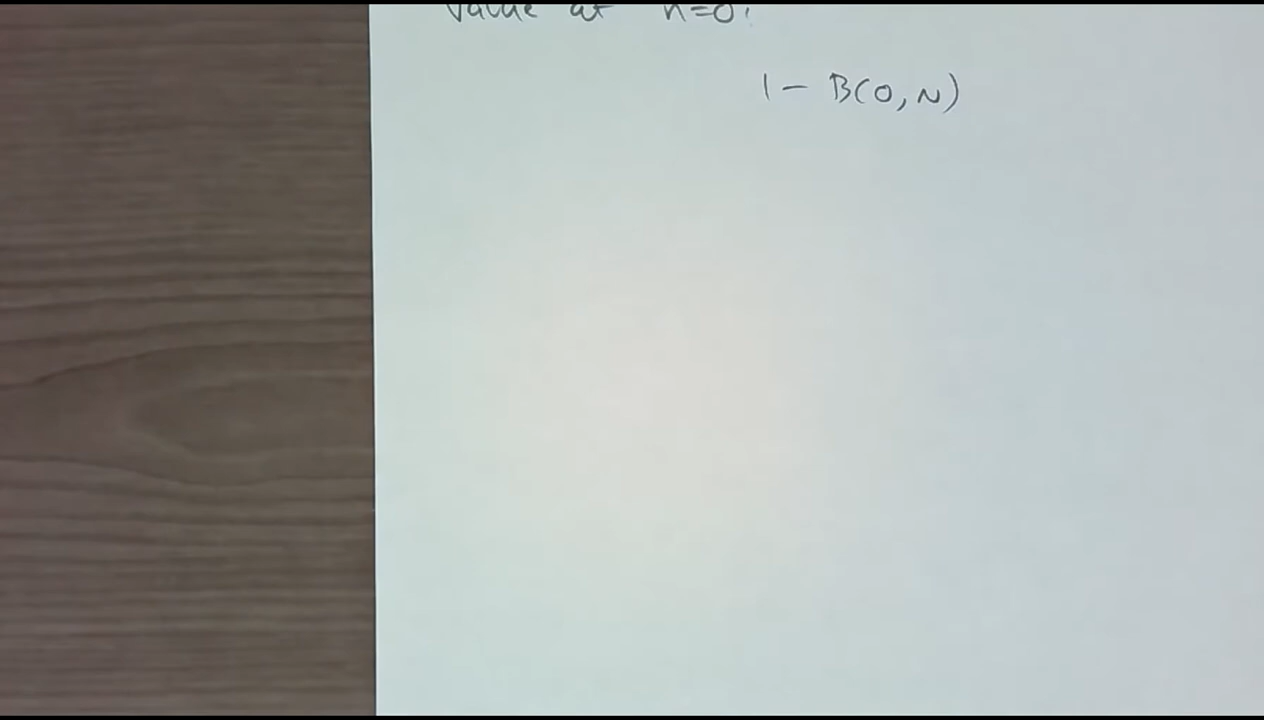 Value at n=0:
1 - B(0,N)